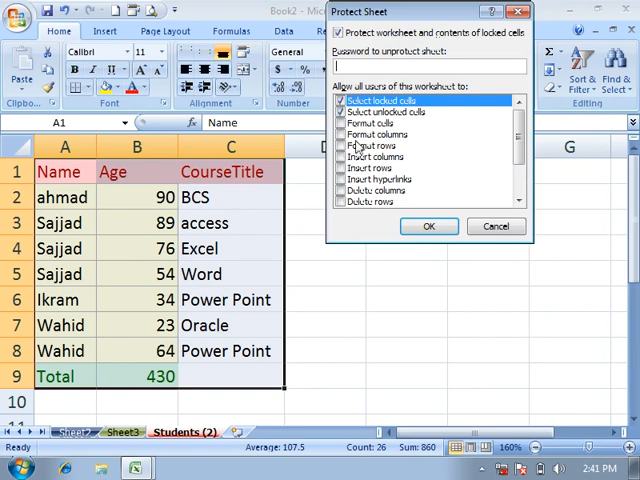 Book2 - Mi
Home
Insert
Page Layout
Formulas
Data
Paste
Clipboard
Calibri
11
B
I
U
Font
Alignment
$
%
Number
Σ
Sort &
Find &
Filter
Select
Editing
A1
fx
Name
A
B
C
D
G
1
Name
Age
CourseTitle
2
ahmad
90
BCS
3
Sajjad
89
access
4
Sajjad
76
Excel
5
Sajjad
54
Word
6
Ikram
34
Power Point
7
Wahid
23
Oracle
8
Wahid
64
Power Point
9
Total
430
10
11
Protect Sheet
Protect worksheet and contents of locked cells
Password to unprotect sheet:
Allow all users of this worksheet to:
Select locked cells
Select unlocked cells
Format cells
Format columns
Format rows
Insert columns
Insert rows
Insert hyperlinks
Delete columns
Delete rows
OK
Cancel
Sheet2
Sheet3
Students (2)
Ready
Average: 107.5
Count: 26
Sum: 860
160%
2:41 PM